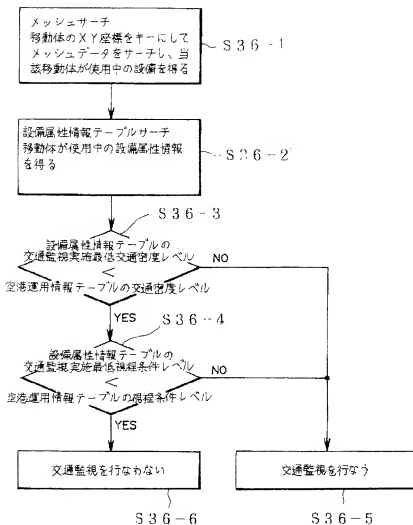 メッシュサーチ
移動体のXY座標をキーにして
メッシュデータをサーチし、当
該移動体が使用中の設備を得る
S36-1
設備属性情報テーブルサーチ
移動体が使用中の設備属性情報
を得る
S36-2
S36-3
設備属性情報テーブルの
交通監視実施最低交通密度レベル
<
空港運用情報テーブルの交通密度レベル
NO
YES
S36-4
設備属性情報テーブルの
交通監視実施最低視程条件レベル
<
空港運用情報テーブルの視程条件レベル
NO
YES
交通監視を行なわない
交通監視を行なう
S36-6
S36-5